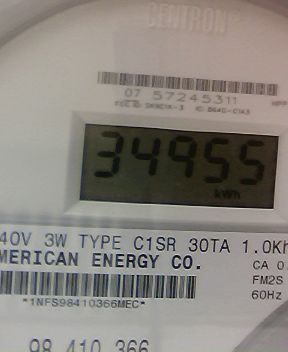 CENTRON
07 57245311
34955
kWh
40V 3W TYPE C1SR 30TA 1.0Kh
MERICAN ENERGY CO.
CA 0.
FM2S
60Hz
*1NFS98410366MEC*
98 410 366